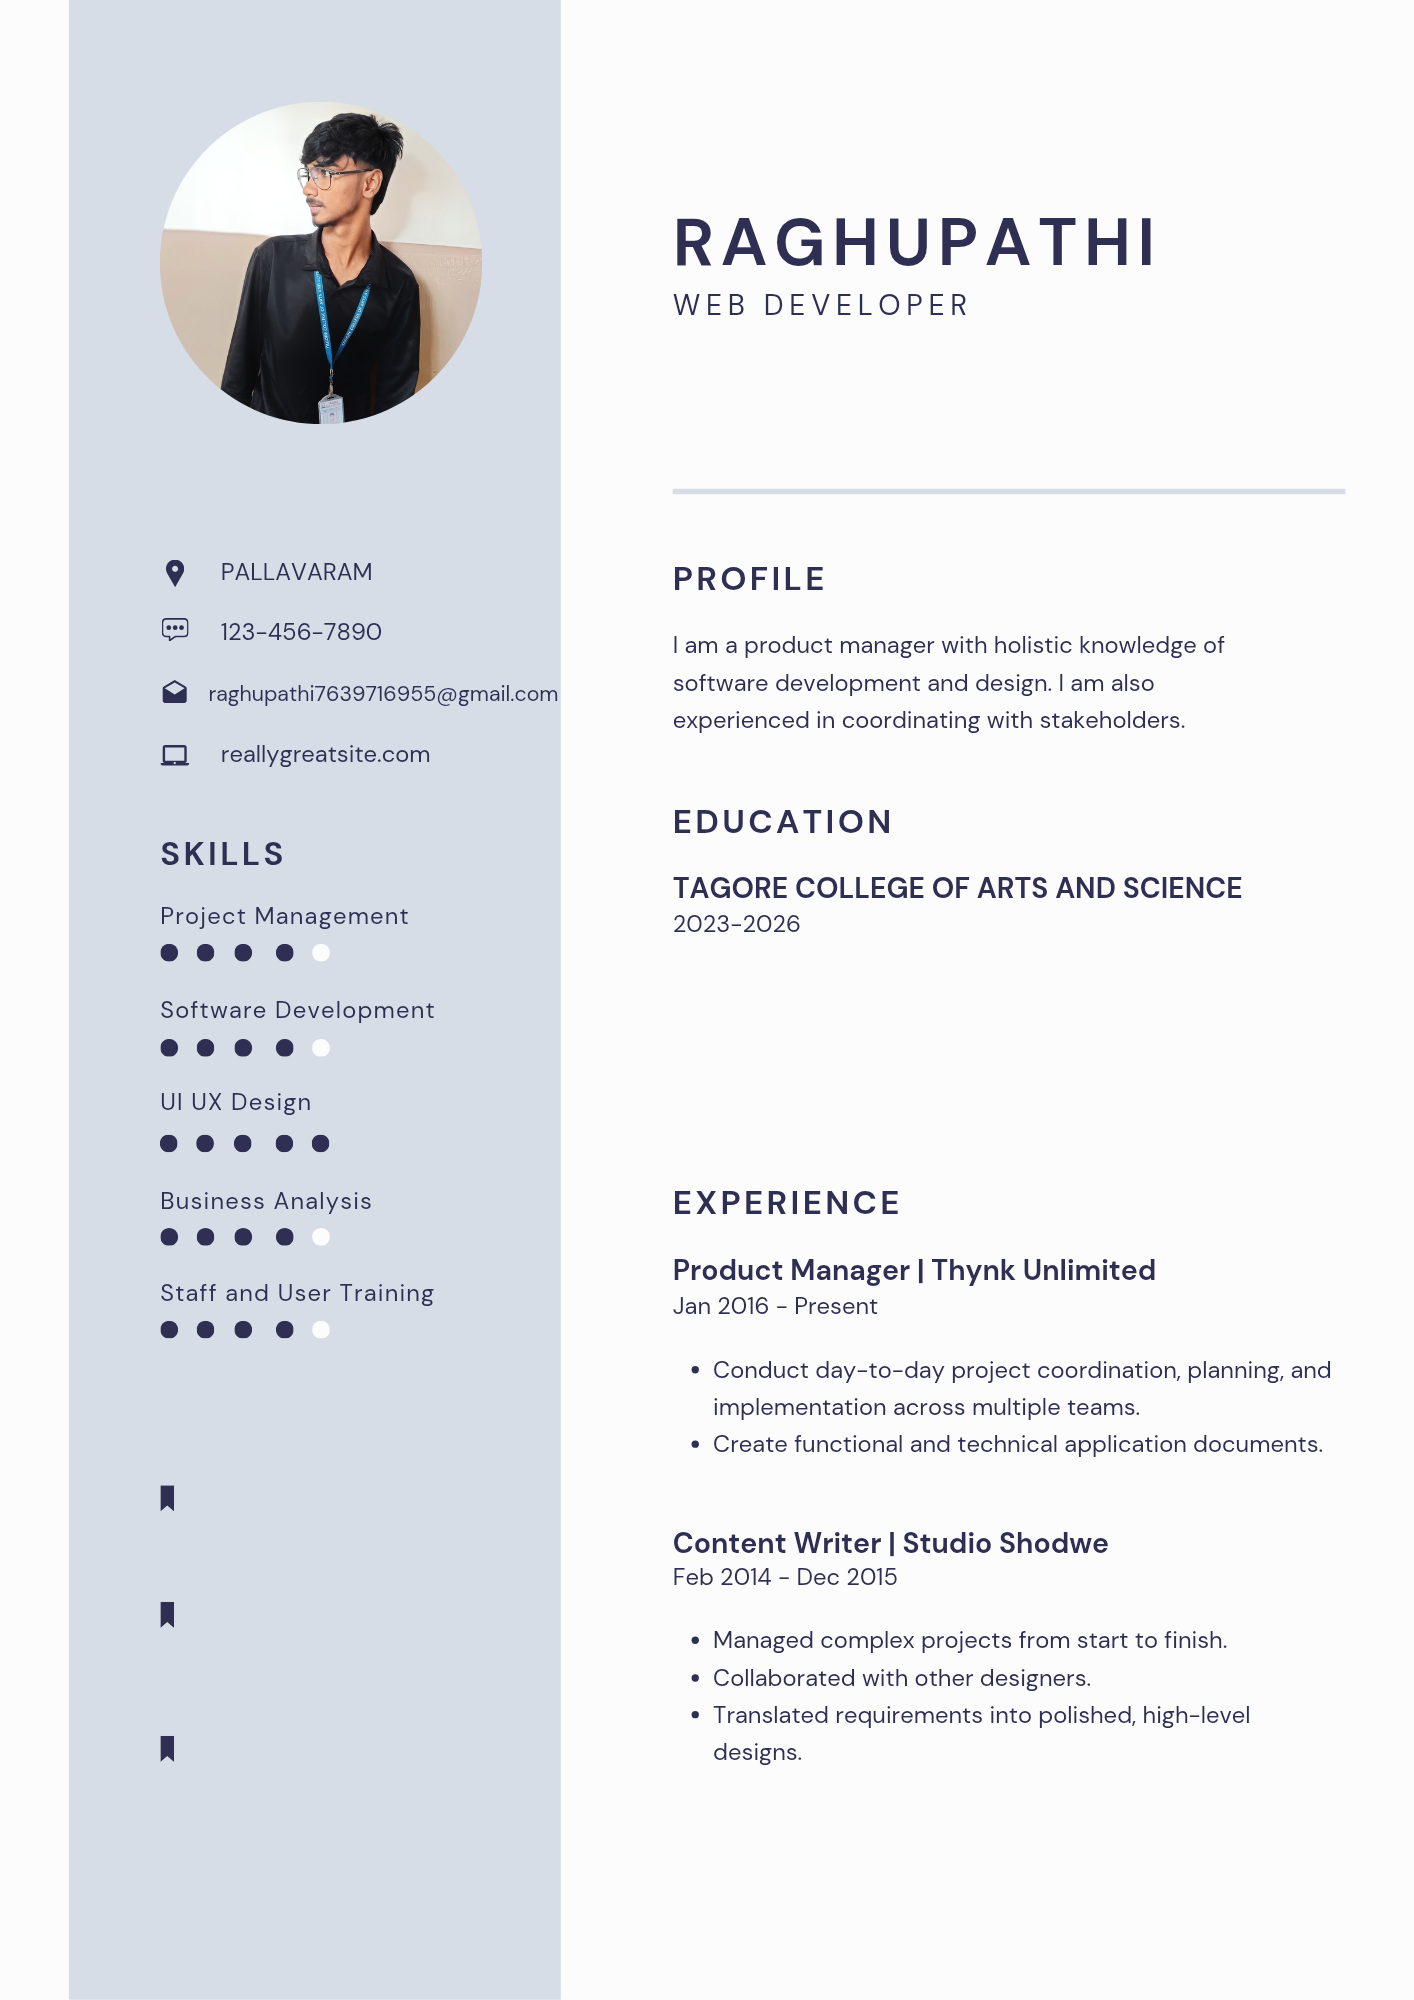 RAGHUPATHI
WEB DEVELOPER
PALLAVARAM
123-456-7890
raghupathi7639716955@gmail.com
reallygreatsite.com
SKILLS
Project Management
Software Development
UI UX Design
Business Analysis
Staff and User Training
PROFILE
I am a product manager with holistic knowledge of
software development and design. I am also
experienced in coordinating with stakeholders.
EDUCATION
TAGORE COLLEGE OF ARTS AND SCIENCE
2023-2026
EXPERIENCE
Product Manager | Thynk Unlimited
Jan 2016 - Present
• Conduct day-to-day project coordination, planning, and
implementation across multiple teams.
• Create functional and technical application documents.
Content Writer | Studio Shodwe
Feb 2014 - Dec 2015
• Managed complex projects from start to finish.
• Collaborated with other designers.
• Translated requirements into polished, high-level
designs.